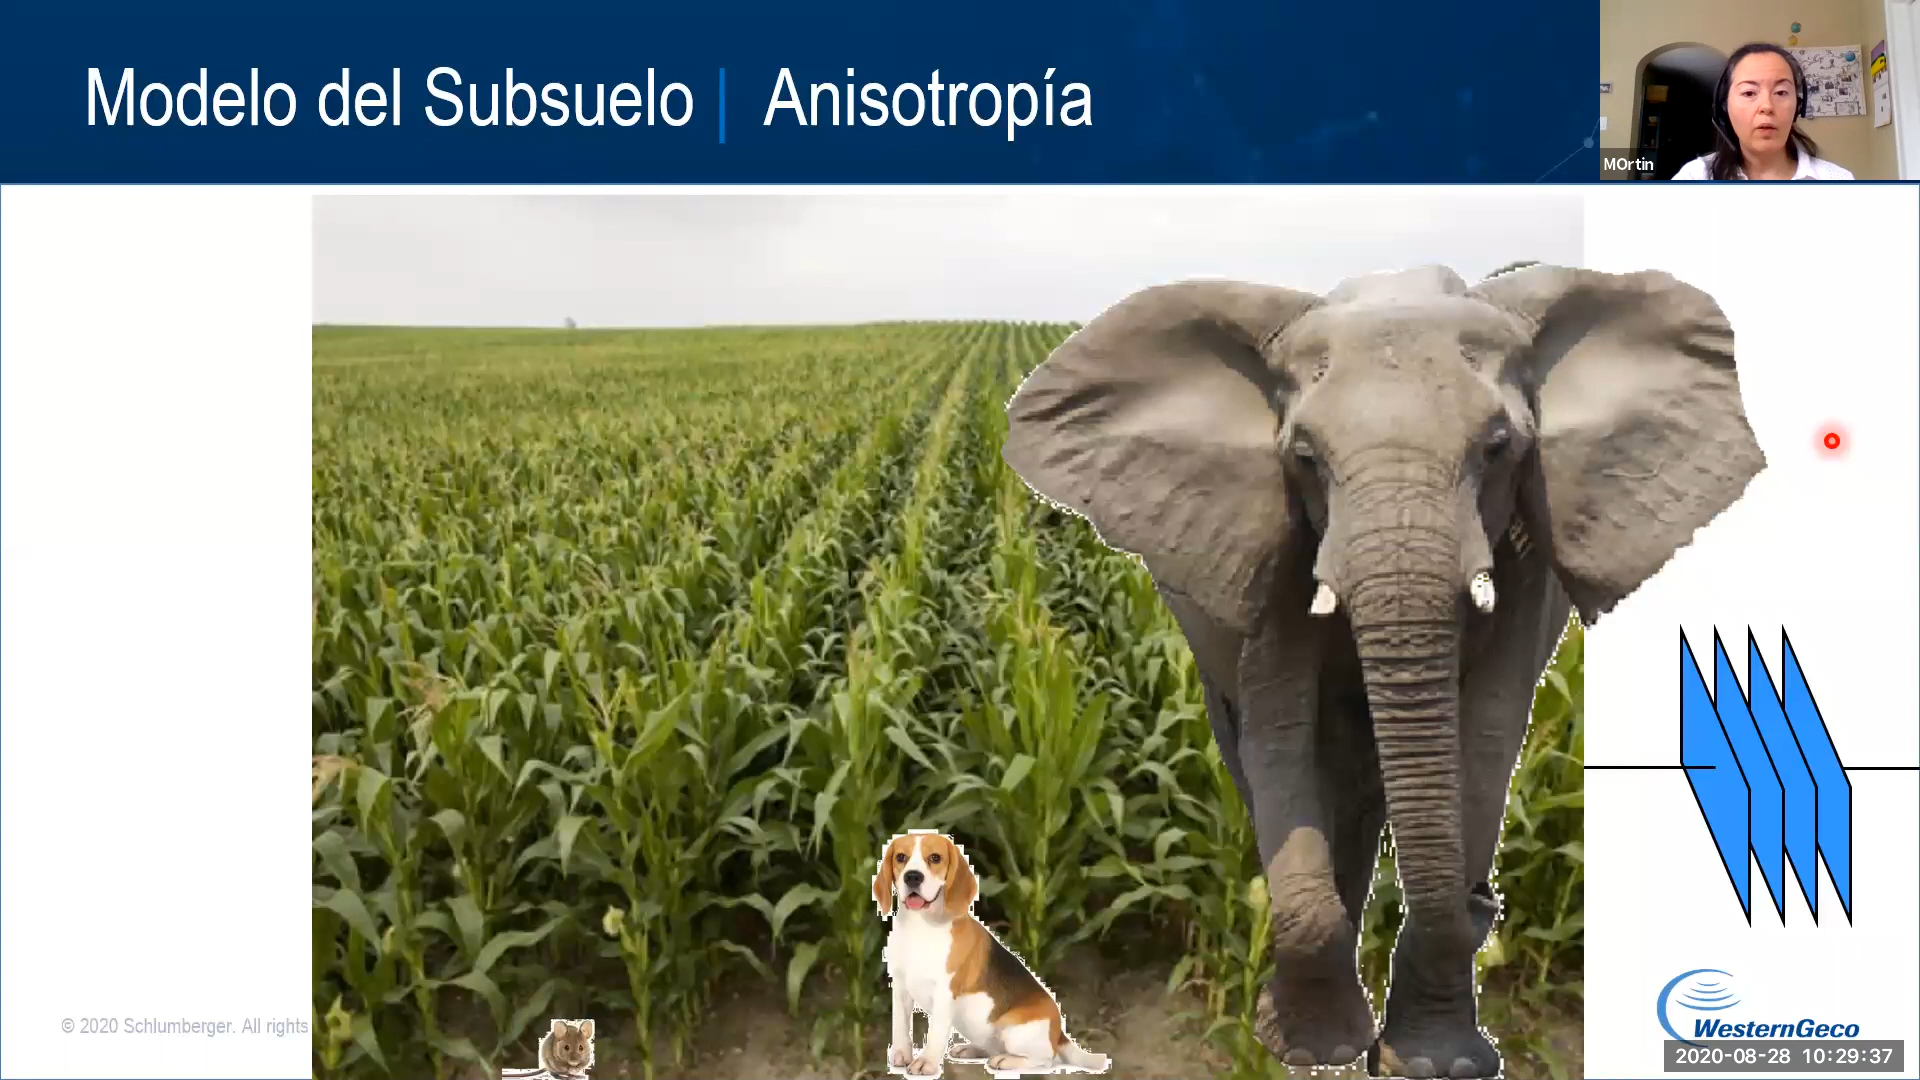 Modelo del Subsuelo | Anisotropía
MOrtin
© 2020 Schlumberger. All rights
WesternGeco
2020-08-28 10:29:37